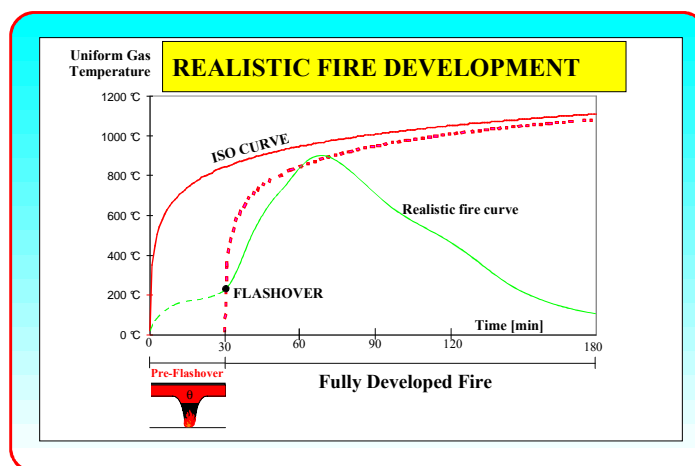 Uniform Gas
Temperature
REALISTIC FIRE DEVELOPMENT
1200 °C
1000 °C
800 °C
600 °C
400 °C
200 °C
0 °C
ISO CURVE
Realistic fire curve
FLASHOVER
Time [min]
0
30
60
90
120
180
Pre-Flashover
Fully Developed Fire
θ